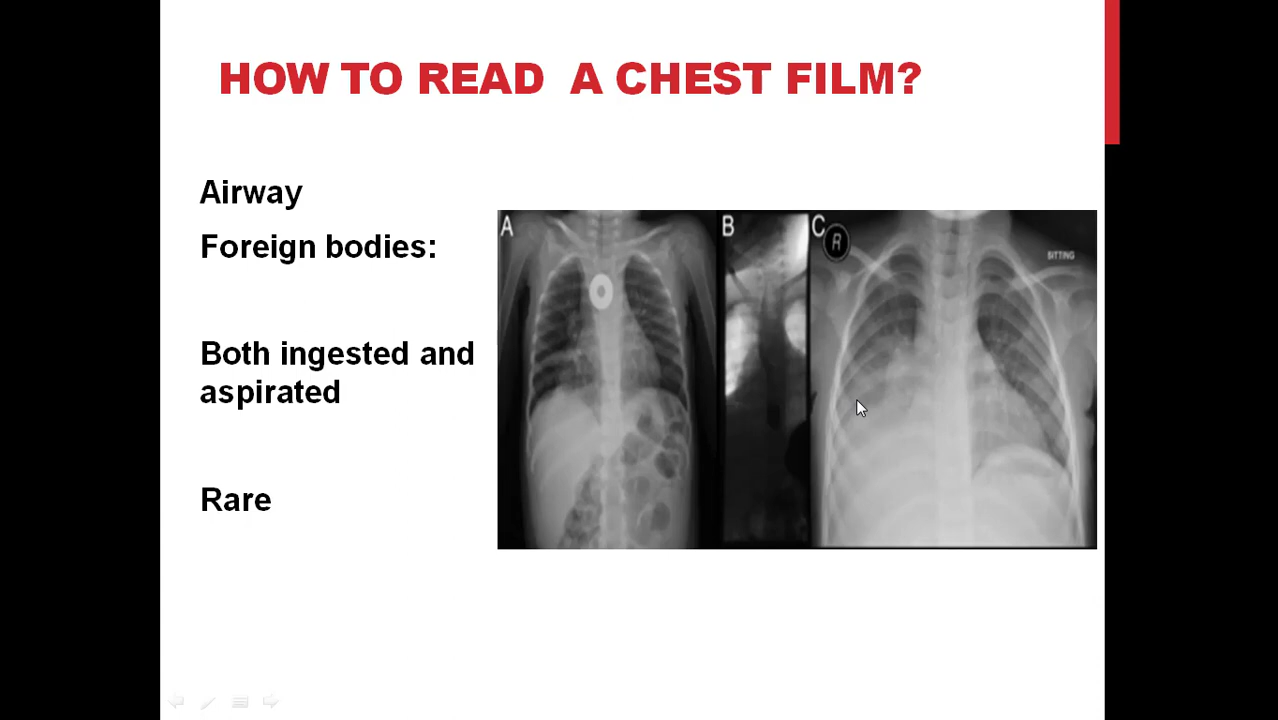 HOW TO READ A CHEST FILM?
Airway
Foreign bodies:
Both ingested and
aspirated
Rare
A
B
C
R
SITTING